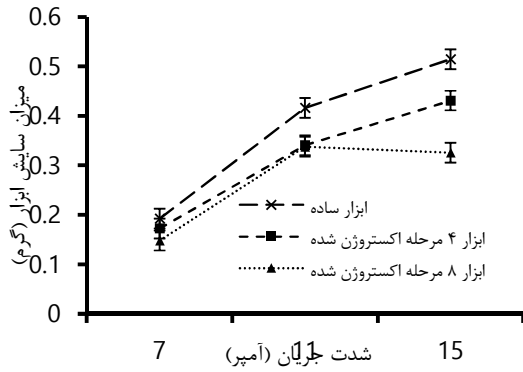 0.6
0.5
0.4
0.3
0.2
0.1
0
میزان سایش ابزار (گرم)
ابزار ساده
ابزار ۴ مرحله اکستروژن شده
ابزار ۸ مرحله اکستروژن شده
7 11 15
شدت جریان (آمپر)